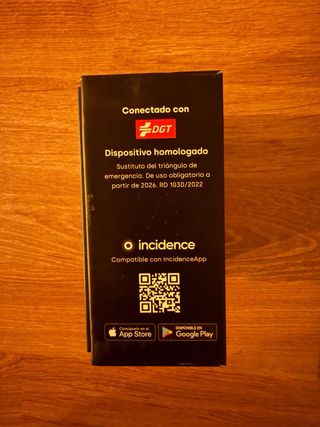 Conectado con
DGT
Dispositivo homologado
Sustituto del triángulo de
emergencia. De uso obligatorio a
partir de 2026. RD 1030/2022
incidence
Compatible con IncidenceApp
Consíguelo en el
App Store
DISPONIBLE EN
Google Play